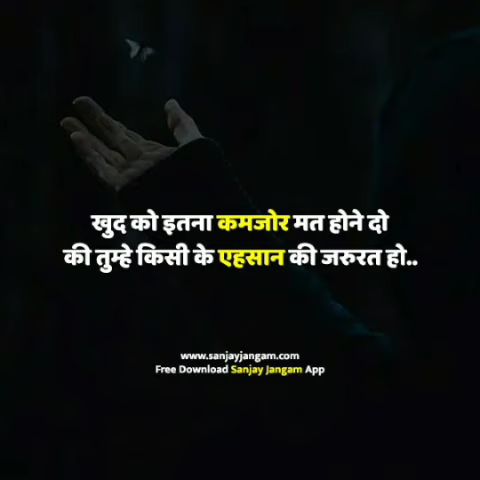 खुद को इतना कमजोर मत होने दो
की तुम्हे किसी के एहसान की जरुरत हो..
www.sanjayjangam.com
Free Download Sanjay Jangam App